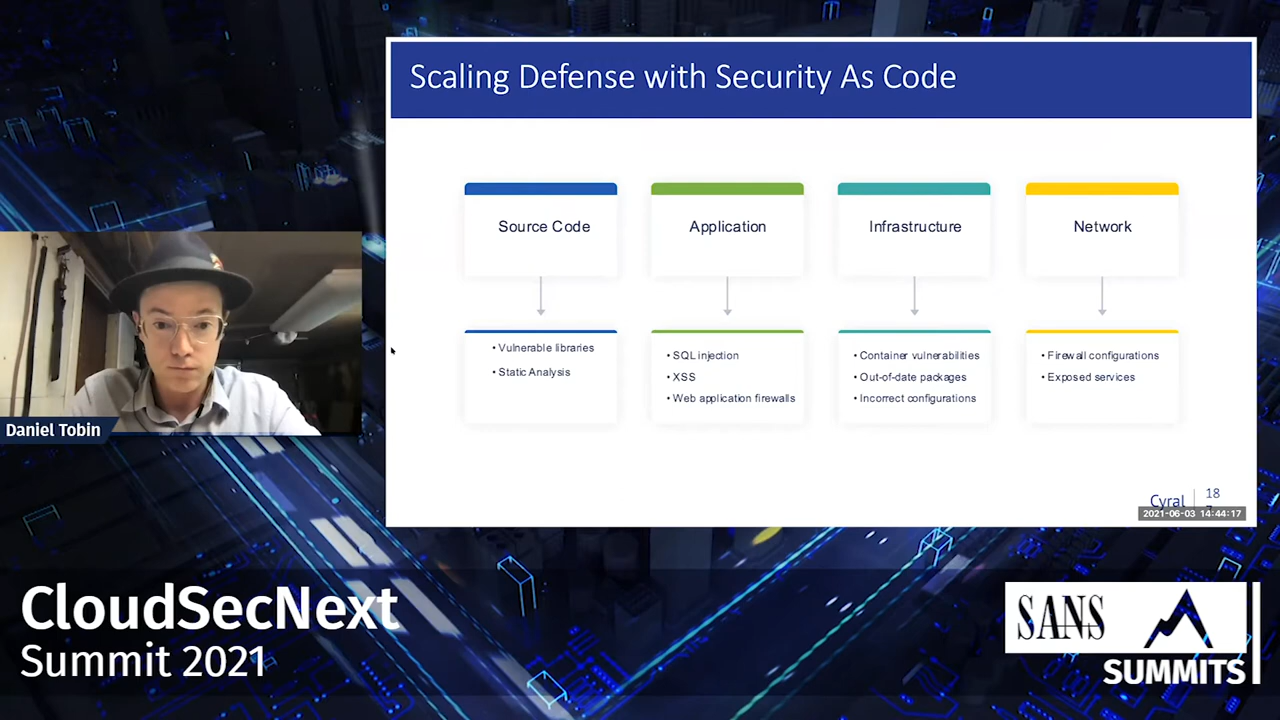 Scaling Defense with Security As Code
Source Code
Application
Infrastructure
Network
• Vulnerable libraries
• Static Analysis
• SQL injection
• XSS
• Web application firewalls
• Container vulnerabilities
• Out-of-date packages
• Incorrect configurations
• Firewall configurations
• Exposed services
Daniel Tobin
Cyral
18
2021-06-03 14:44:17
CloudSecNext
Summit 2021
SANS
SUMMITS